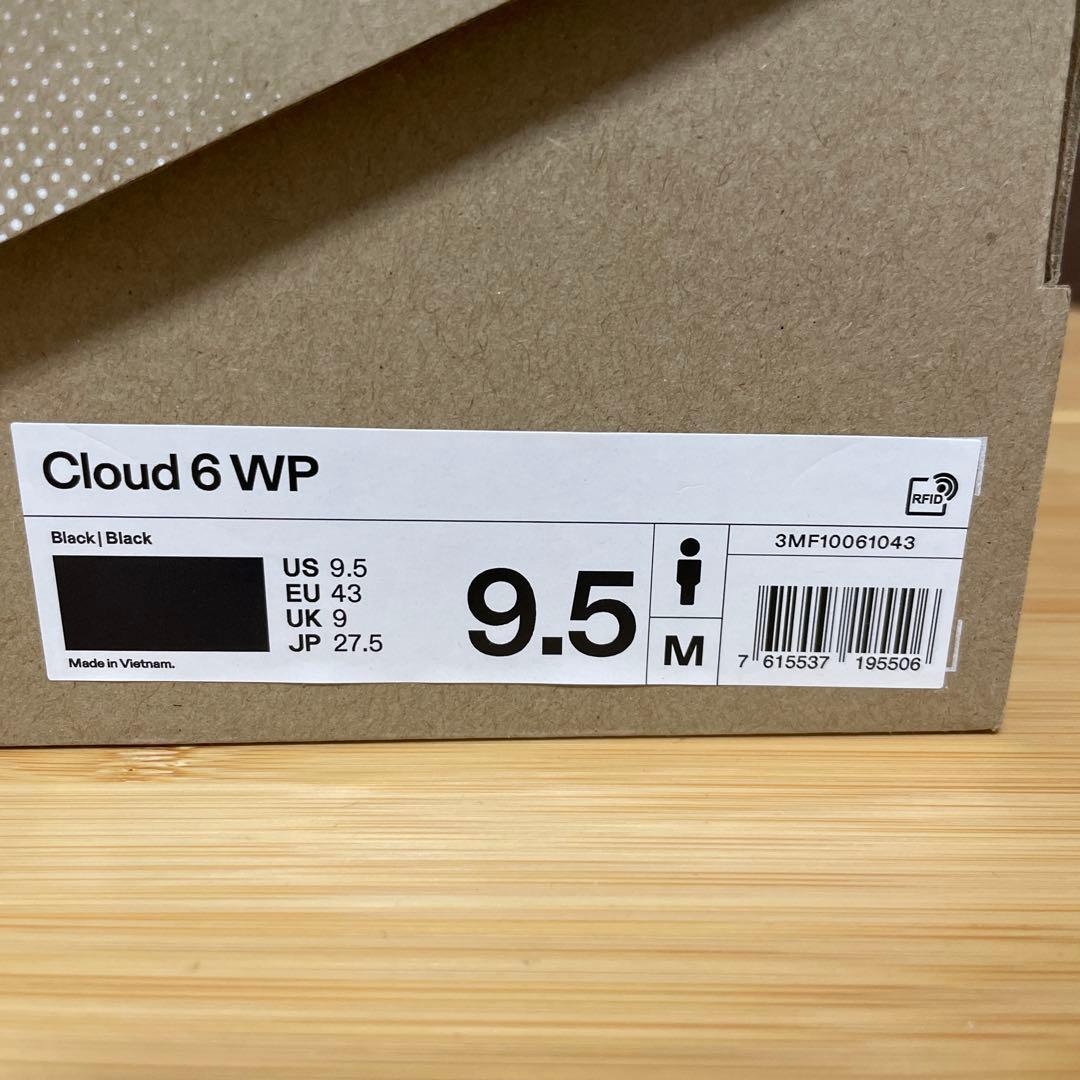 Cloud 6 WP
RFID
Black | Black
US 9.5
EU 43
UK 9
JP 27.5
Made in Vietnam.
9.5
M
3MF10061043
7 615537 195506